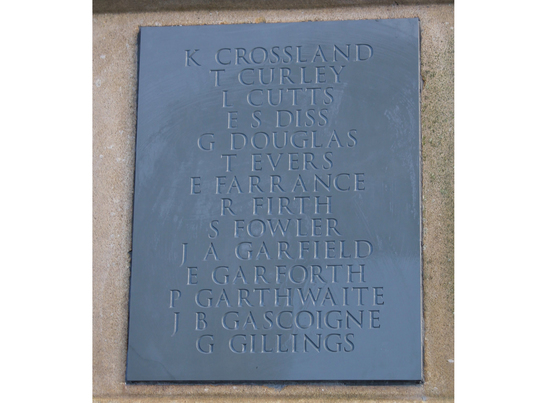 K CROSSLAND
T CURLEY
L CUTTS
E S DISS
G DOUGLAS
T EVERS
E FARRANCE
R FIRTH
S FOWLER
J A GARFIELD
E GARFORTH
P GARTHWAITE
J B GASCOIGNE
G GILLINGS